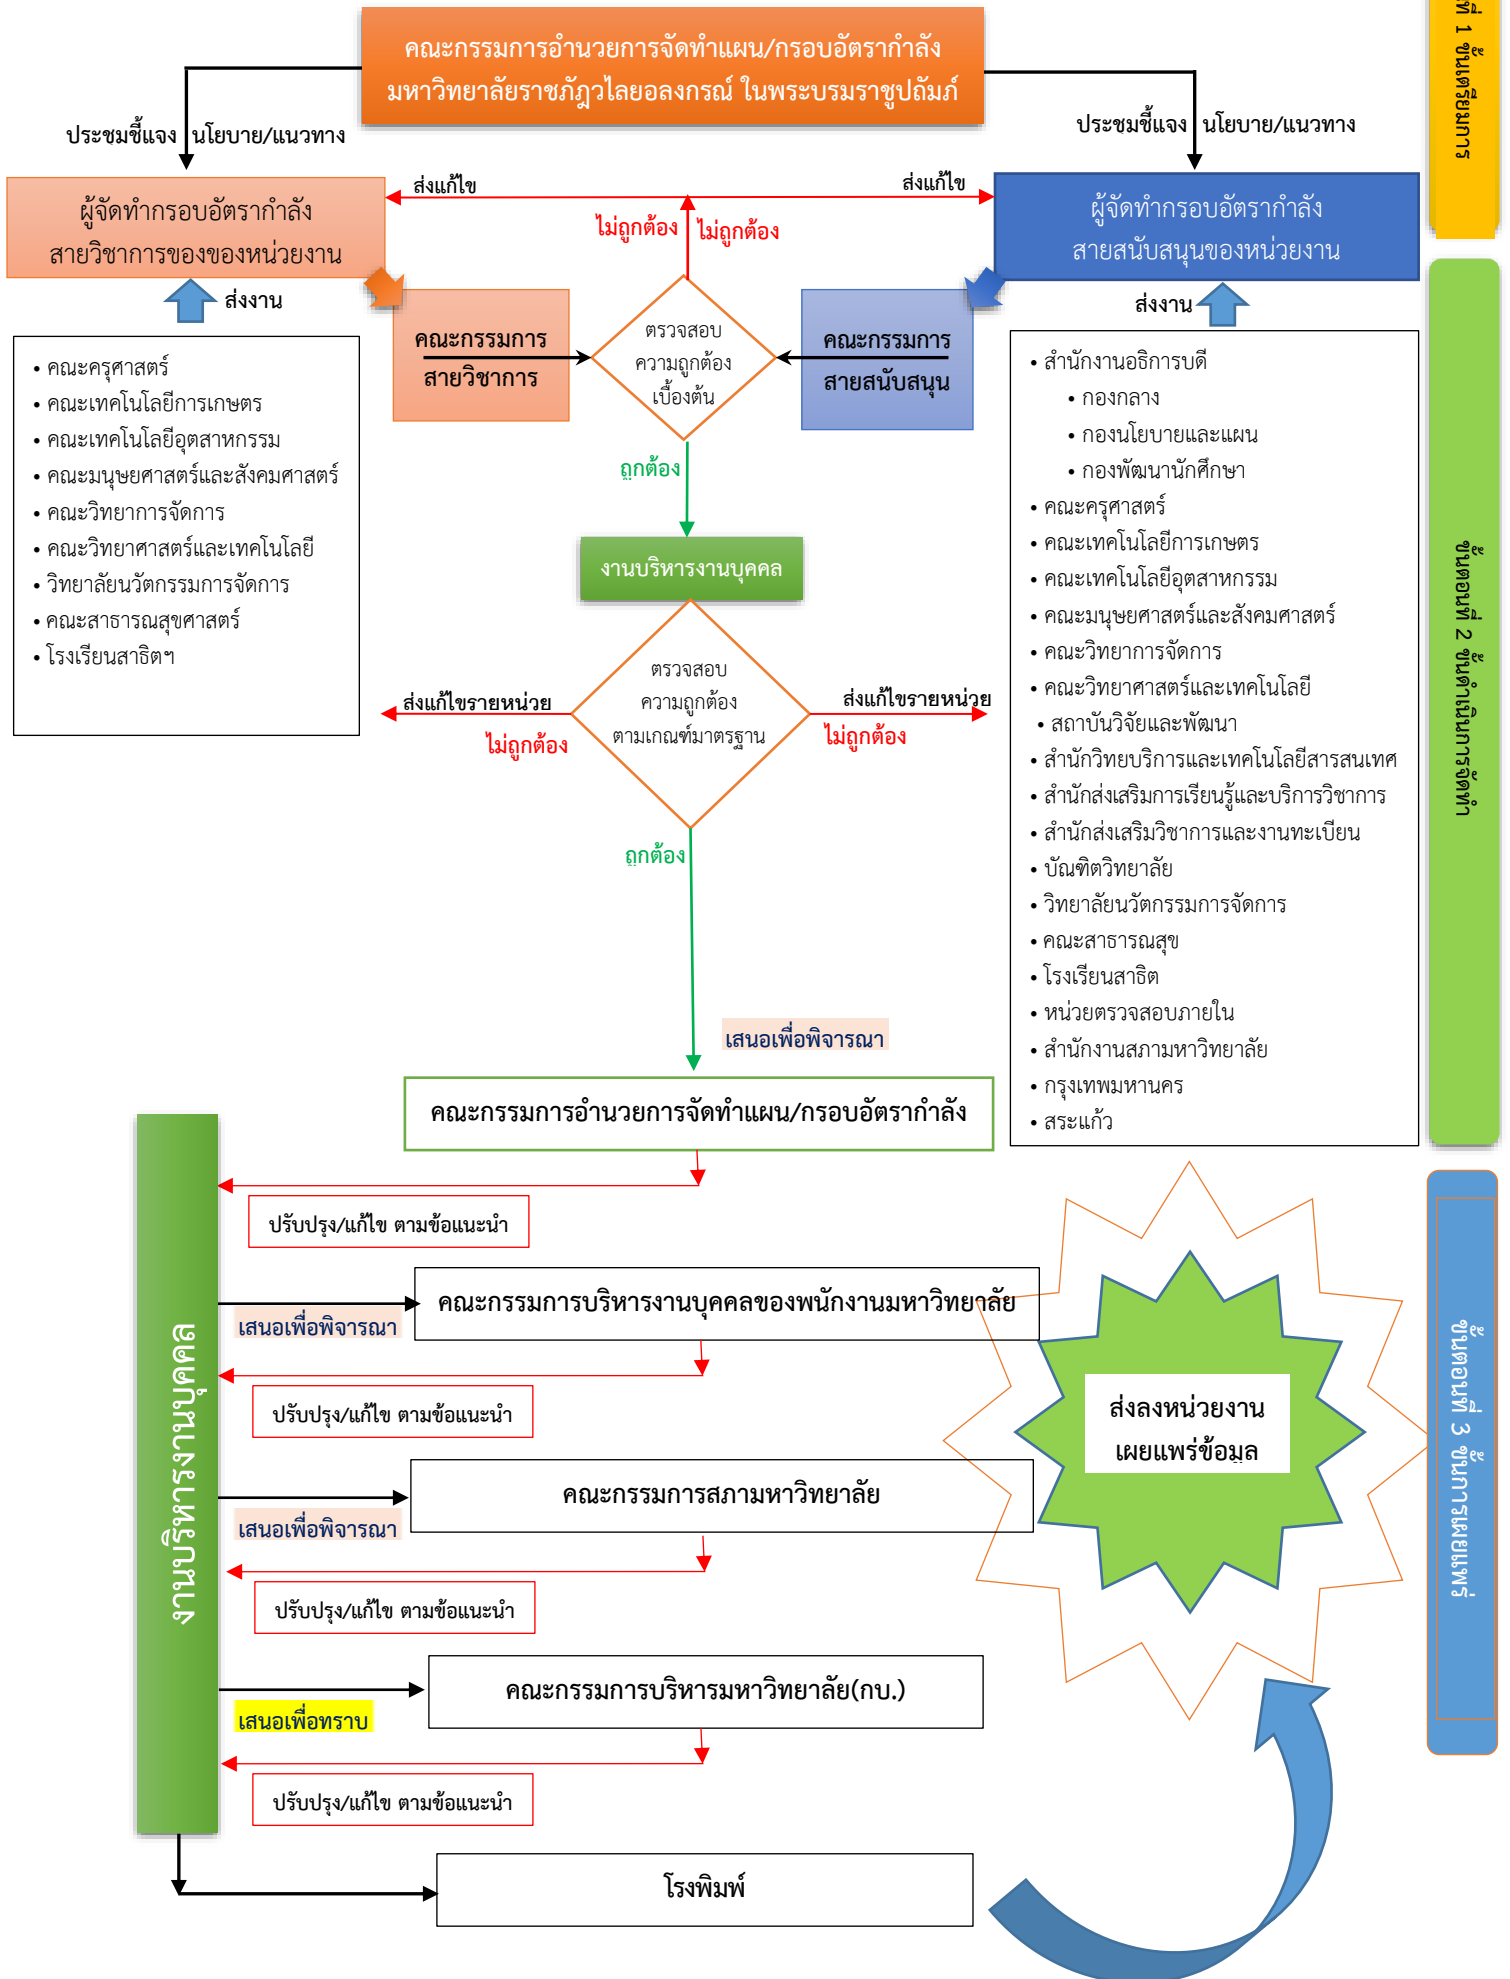 คณะกรรมการอำนวยการจัดทำแผน/กรอบอัตรากำลัง
มหาวิทยาลัยราชภัฏวไลยอลงกรณ์ ในพระบรมราชูปถัมภ์
ที่ 1 ขั้นเตรียมการ
ประชุมชี้แจง นโยบาย/แนวทาง
ประชุมชี้แจง นโยบาย/แนวทาง
ผู้จัดทำกรอบอัตรากำลัง
สายวิชาการของของหน่วยงาน
ส่งแก้ไข
ส่งแก้ไข
ไม่ถูกต้อง ไม่ถูกต้อง
ผู้จัดทำกรอบอัตรากำลัง
สายสนับสนุนของหน่วยงาน
ส่งงาน
ส่งงาน
คณะกรรมการ
สายวิชาการ
ตรวจสอบ
ความถูกต้อง
เบื้องต้น
คณะกรรมการ
สายสนับสนุน
• คณะครุศาสตร์
• คณะเทคโนโลยีการเกษตร
• คณะเทคโนโลยีอุตสาหกรรม
• คณะมนุษยศาสตร์และสังคมศาสตร์
• คณะวิทยาการจัดการ
• คณะวิทยาศาสตร์และเทคโนโลยี
• วิทยาลัยนวัตกรรมการจัดการ
• คณะสาธารณสุขศาสตร์
• โรงเรียนสาธิตฯ
ถูกต้อง
งานบริหารงานบุคคล
ตรวจสอบ
ความถูกต้อง
ตามเกณฑ์มาตรฐาน
ส่งแก้ไขรายหน่วย
ไม่ถูกต้อง
ส่งแก้ไขรายหน่วย
ไม่ถูกต้อง
ถูกต้อง
• สำนักงานอธิการบดี
• กองกลาง
• กองนโยบายและแผน
• กองพัฒนานักศึกษา
• คณะครุศาสตร์
• คณะเทคโนโลยีการเกษตร
• คณะเทคโนโลยีอุตสาหกรรม
• คณะมนุษยศาสตร์และสังคมศาสตร์
• คณะวิทยาการจัดการ
• คณะวิทยาศาสตร์และเทคโนโลยี
• สถาบันวิจัยและพัฒนา
• สำนักวิทยบริการและเทคโนโลยีสารสนเทศ
• สำนักส่งเสริมการเรียนรู้และบริการวิชาการ
• สำนักส่งเสริมวิชาการและงานทะเบียน
• บัณฑิตวิทยาลัย
• วิทยาลัยนวัตกรรมการจัดการ
• คณะสาธารณสุข
• โรงเรียนสาธิต
• หน่วยตรวจสอบภายใน
• สำนักงานสภามหาวิทยาลัย
• กรุงเทพมหานคร
• สระแก้ว
ขั้นตอนที่ 2 ขั้นดำเนินการจัดทำ
เสนอเพื่อพิจารณา
คณะกรรมการอำนวยการจัดทำแผน/กรอบอัตรากำลัง
ปรับปรุง/แก้ไข ตามข้อแนะนำ
งานบริหารงานบุคคล
คณะกรรมการบริหารงานบุคคลของพนักงานมหาวิทยาลัย
เสนอเพื่อพิจารณา
ปรับปรุง/แก้ไข ตามข้อแนะนำ
คณะกรรมการสภามหาวิทยาลัย
เสนอเพื่อพิจารณา
ปรับปรุง/แก้ไข ตามข้อแนะนำ
คณะกรรมการบริหารมหาวิทยาลัย(กบ.)
เสนอเพื่อทราบ
ปรับปรุง/แก้ไข ตามข้อแนะนำ
โรงพิมพ์
ส่งลงหน่วยงาน
เผยแพร่ข้อมูล
ขั้นตอนที่ 3 ขั้นการเผยแพร่